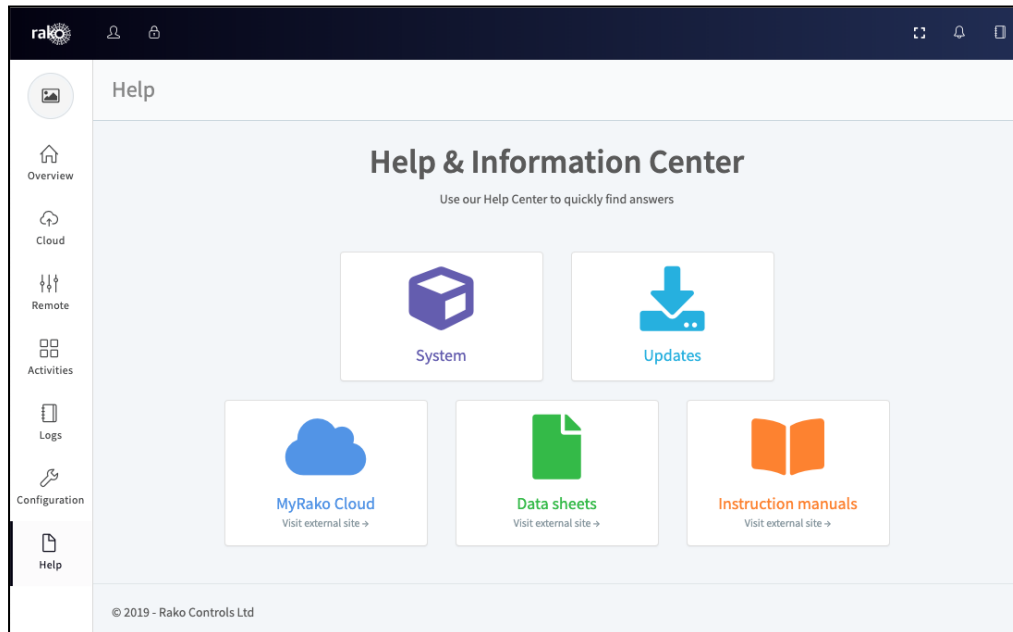 rako
Help
Overview
Cloud
Remote
Activities
Logs
Configuration
Help
Help & Information Center
Use our Help Center to quickly find answers
System
Updates
MyRako Cloud
Visit external site →
Data sheets
Visit external site →
Instruction manuals
Visit external site →
© 2019 - Rako Controls Ltd